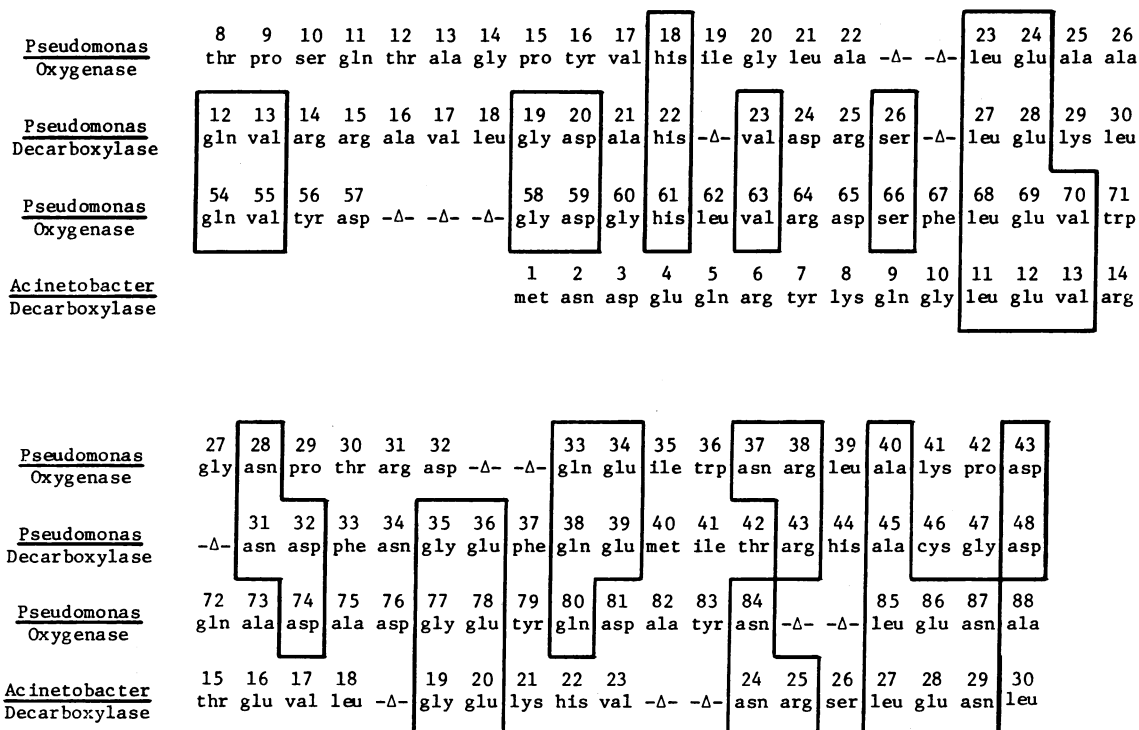 8 9 10 11 12 13 14 15 16 17 18 19 20 21 22 23 24 25 26
Pseudomonas
Oxygenase
thr pro ser gln thr ala gly pro tyr val his ile gly leu ala -Δ- -Δ- leu glu ala ala
12 13 14 15 16 17 18 19 20 21 22 23 24 25 26 27 28 29 30
Pseudomonas
Decarboxylase
gln val arg arg ala val leu gly asp ala his -Δ- val asp arg ser -Δ- leu glu lys leu
54 55 56 57 58 59 60 61 62 63 64 65 66 67 68 69 70 71
Pseudomonas
Oxygenase
gln val tyr asp -Δ- -Δ- -Δ- gly asp gly his leu val arg asp ser phe leu glu val trp
1 2 3 4 5 6 7 8 9 10 11 12 13 14
Acinetobacter
Decarboxylase
met asn asp glu gln arg tyr lys gln gly leu glu val arg
27 28 29 30 31 32 33 34 35 36 37 38 39 40 41 42 43
Pseudomonas
Oxygenase
gly asn pro thr arg asp -Δ- -Δ- gln glu ile trp asn arg leu ala lys pro asp
31 32 33 34 35 36 37 38 39 40 41 42 43 44 45 46 47 48
Pseudomonas
Decarboxylase
-Δ- asn asp phe asn gly glu phe gln glu met ile thr arg his ala cys gly asp
72 73 74 75 76 77 78 79 80 81 82 83 84 85 86 87 88
Pseudomonas
Oxygenase
gln ala asp ala asp gly glu tyr gln asp ala tyr asn -Δ- -Δ- leu glu asn ala
15 16 17 18 19 20 21 22 23 24 25 26 27 28 29 30
Acinetobacter
Decarboxylase
thr glu val leu -Δ- gly glu lys his val -Δ- -Δ- asn arg ser leu glu asn leu